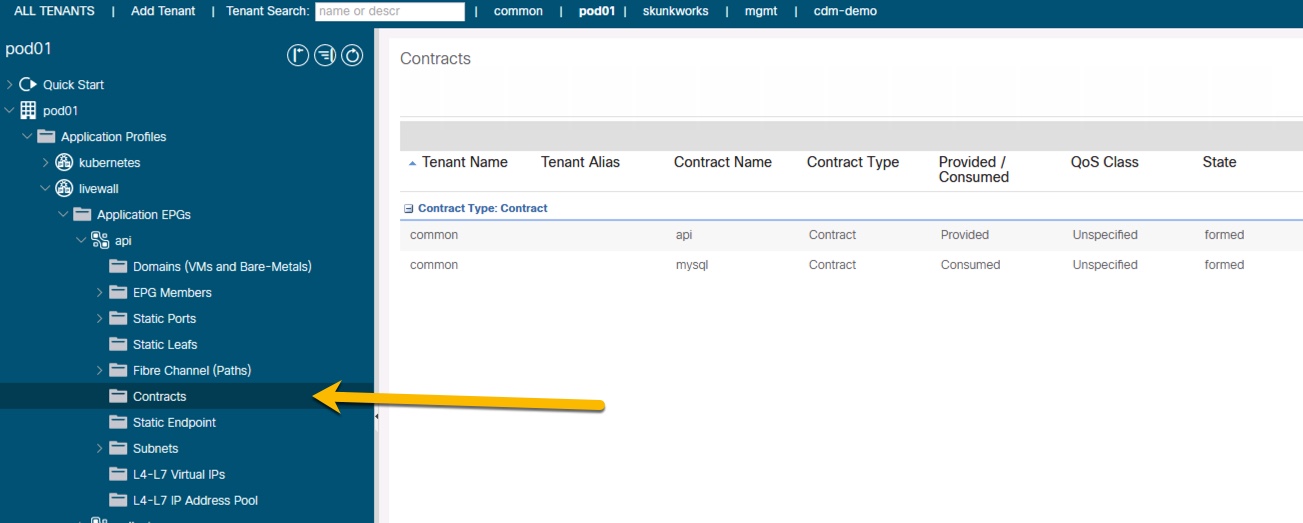 ALL TENANTS | Add Tenant | Tenant Search: name or descr | common | pod01 | skunkworks | mgmt | cdm-demo
pod01
Quick Start
pod01
Application Profiles
kubernetes
livewall
Application EPGs
api
Domains (VMs and Bare-Metals)
EPG Members
Static Ports
Static Leafs
Fibre Channel (Paths)
Contracts
Static Endpoint
Subnets
L4-L7 Virtual IPs
L4-L7 IP Address Pool
Contracts
Tenant Name Tenant Alias Contract Name Contract Type Provided / QoS Class State
Consumed
Contract Type: Contract
common api Contract Provided Unspecified formed
common mysql Contract Consumed Unspecified formed